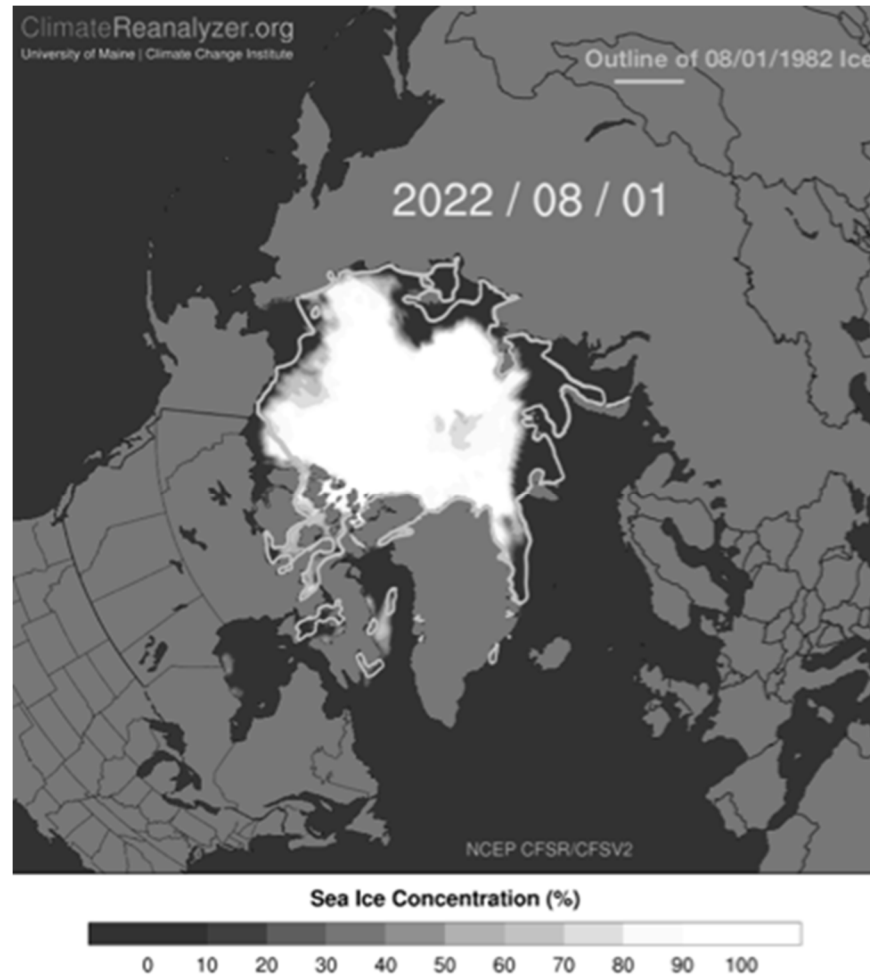 ClimateReanalyzer.org
University of Maine | Climate Change Institute
Outline of 08/01/1982 Ice
2022 / 08 / 01
NCEP CFSR/CFSV2
Sea Ice Concentration (%)
0 10 20 30 40 50 60 70 80 90 100